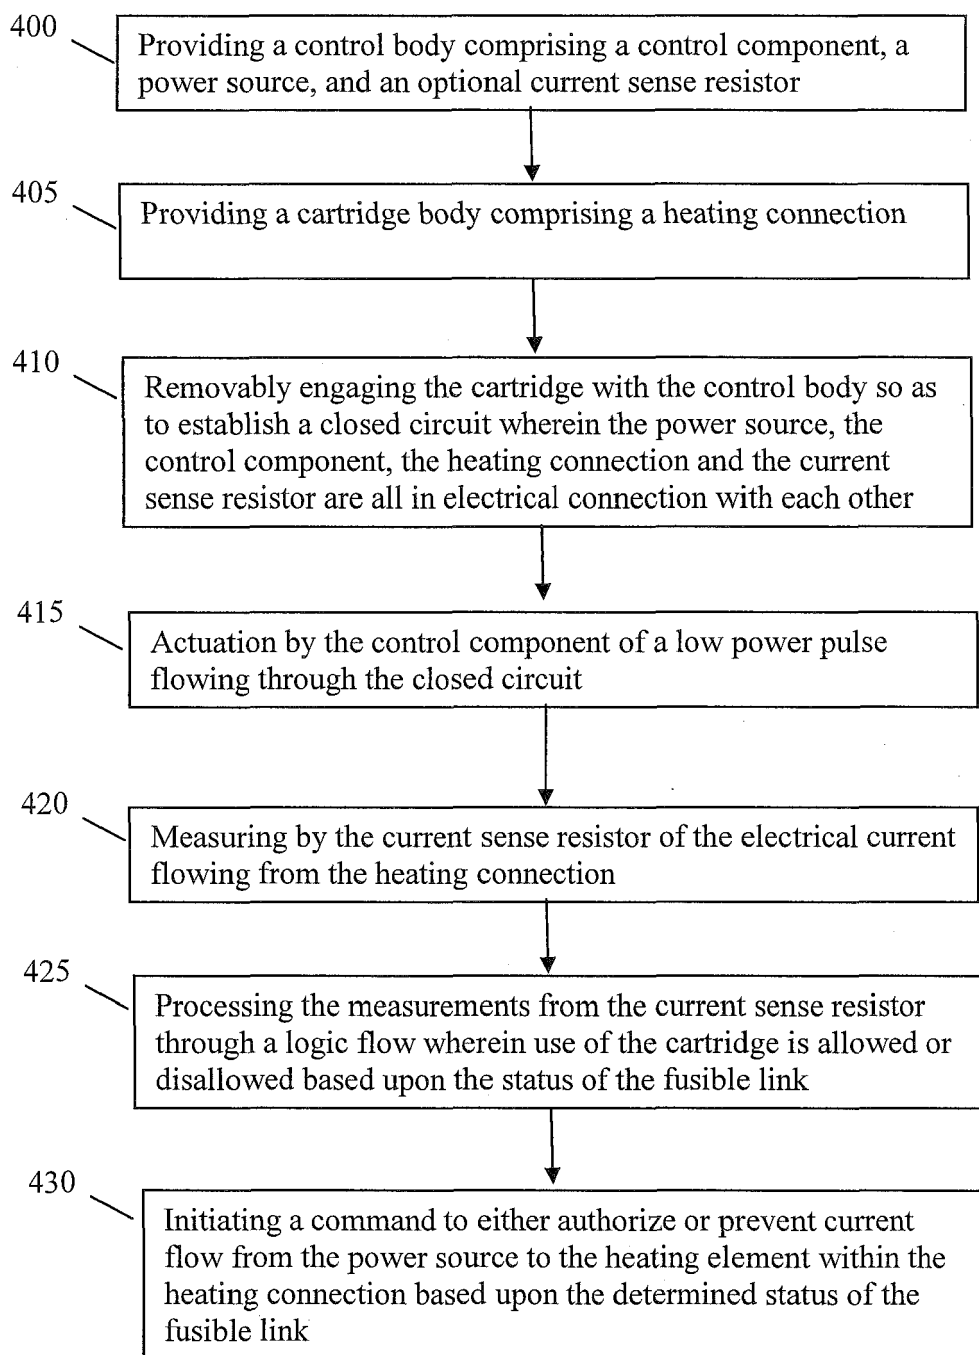 400
Providing a control body comprising a control component, a
power source, and an optional current sense resistor
405
Providing a cartridge body comprising a heating connection
410
Removably engaging the cartridge with the control body so as
to establish a closed circuit wherein the power source, the
control component, the heating connection and the current
sense resistor are all in electrical connection with each other
415
Actuation by the control component of a low power pulse
flowing through the closed circuit
420
Measuring by the current sense resistor of the electrical current
flowing from the heating connection
425
Processing the measurements from the current sense resistor
through a logic flow wherein use of the cartridge is allowed or
disallowed based upon the status of the fusible link
430
Initiating a command to either authorize or prevent current
flow from the power source to the heating element within the
heating connection based upon the determined status of the
fusible link